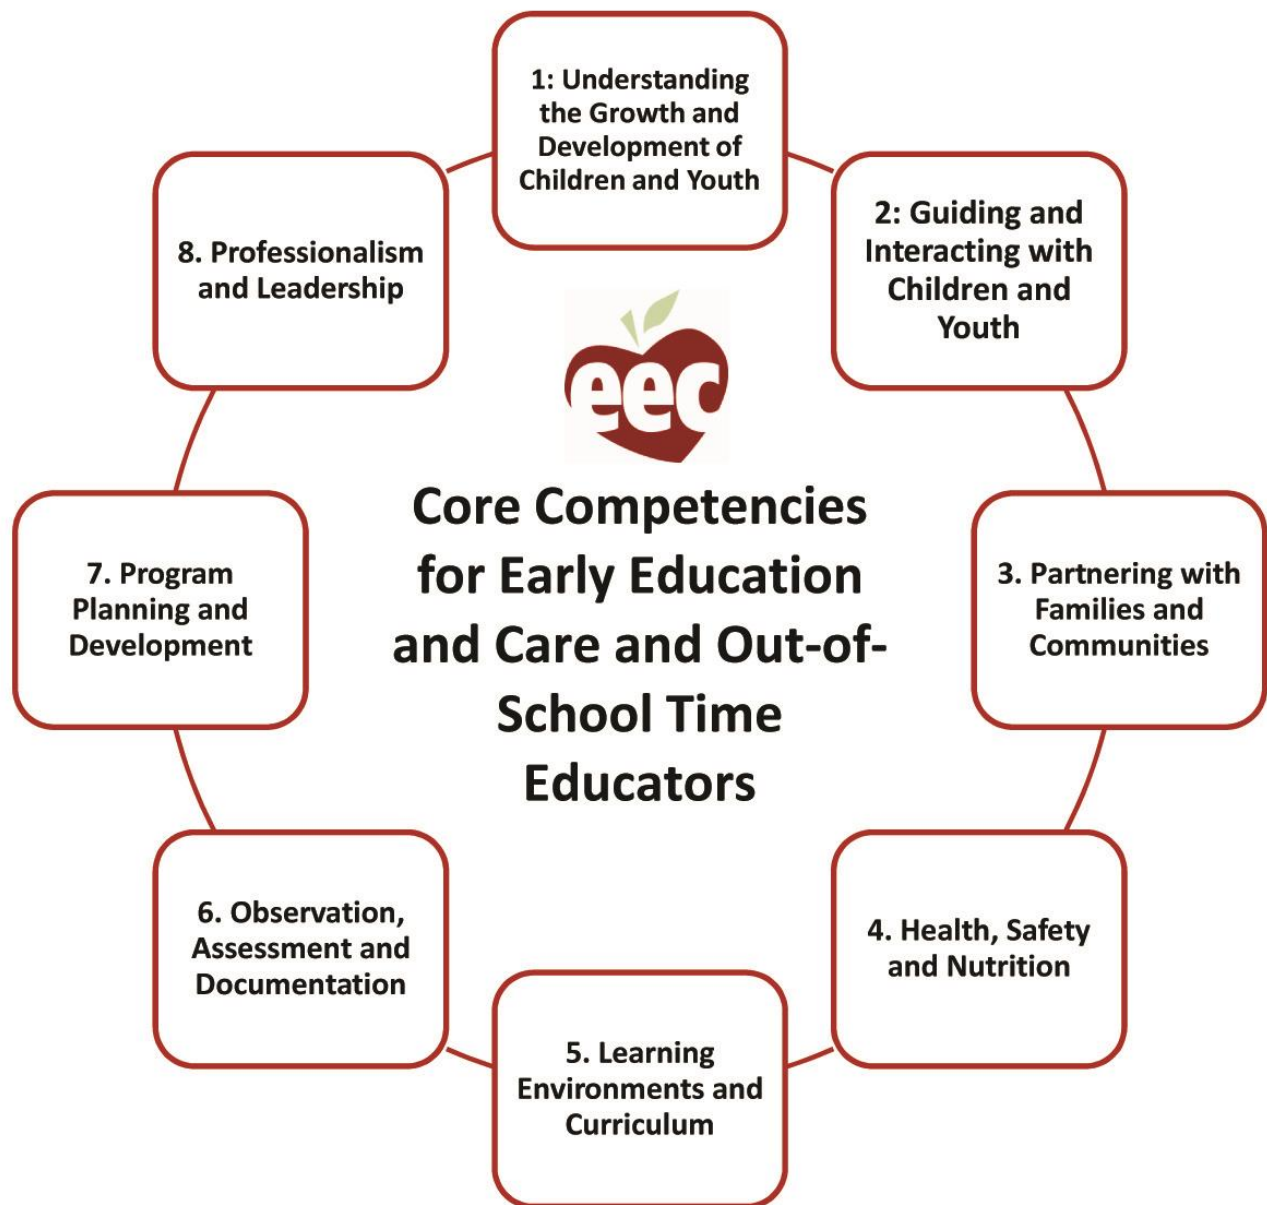 1: Understanding
the Growth and
Development of
Children and Youth
2: Guiding and
Interacting with
Children and
Youth
3. Partnering with
Families and
Communities
4. Health, Safety
and Nutrition
5. Learning
Environments and
Curriculum
6. Observation,
Assessment and
Documentation
7. Program
Planning and
Development
8. Professionalism
and Leadership
eec
Core Competencies
for Early Education
and Care and Out-of-
School Time
Educators